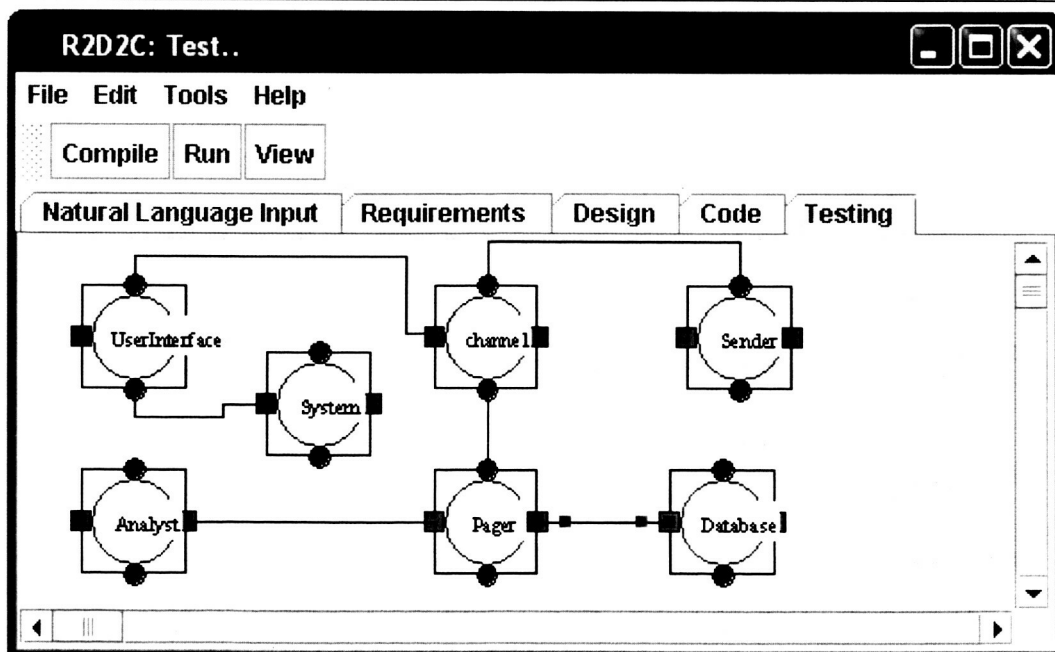 R2D2C: Test..
File Edit Tools Help
Compile Run View
Natural Language Input Requirements Design Code Testing
UserInterface channel Sender
System
Analyst Pager Database